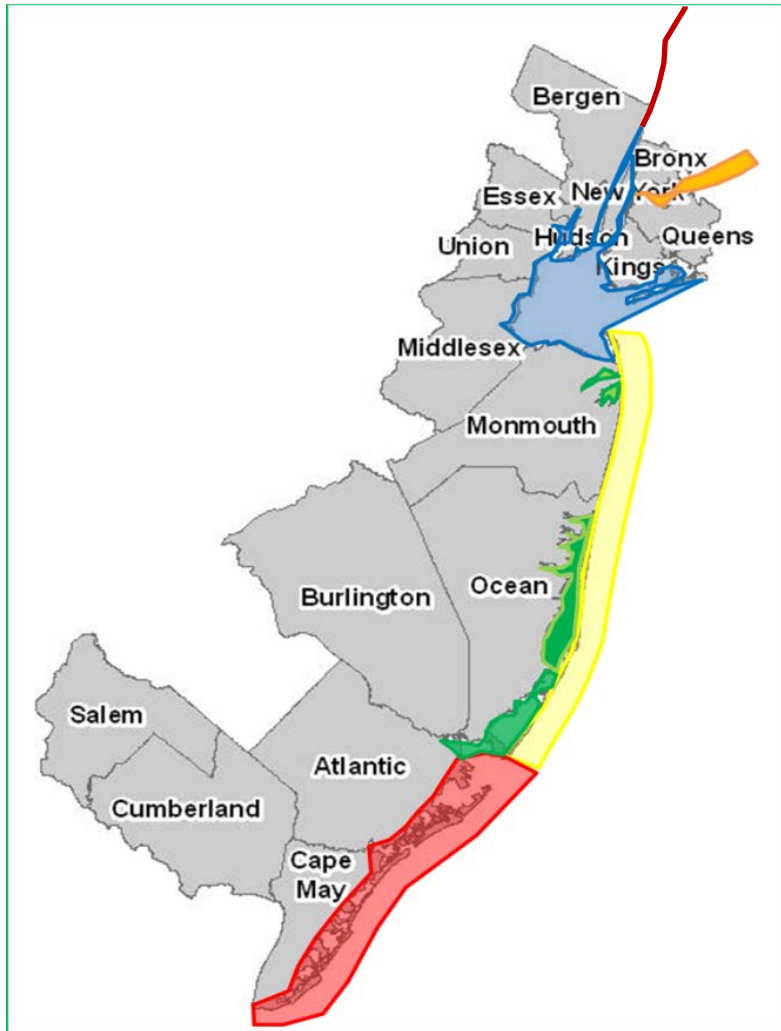 Bergen
Bronx
Essex
New York
Hudson
Queens
Union
Kings
Middlesex
Monmouth
Ocean
Burlington
Salem
Atlantic
Cumberland
Cape
May